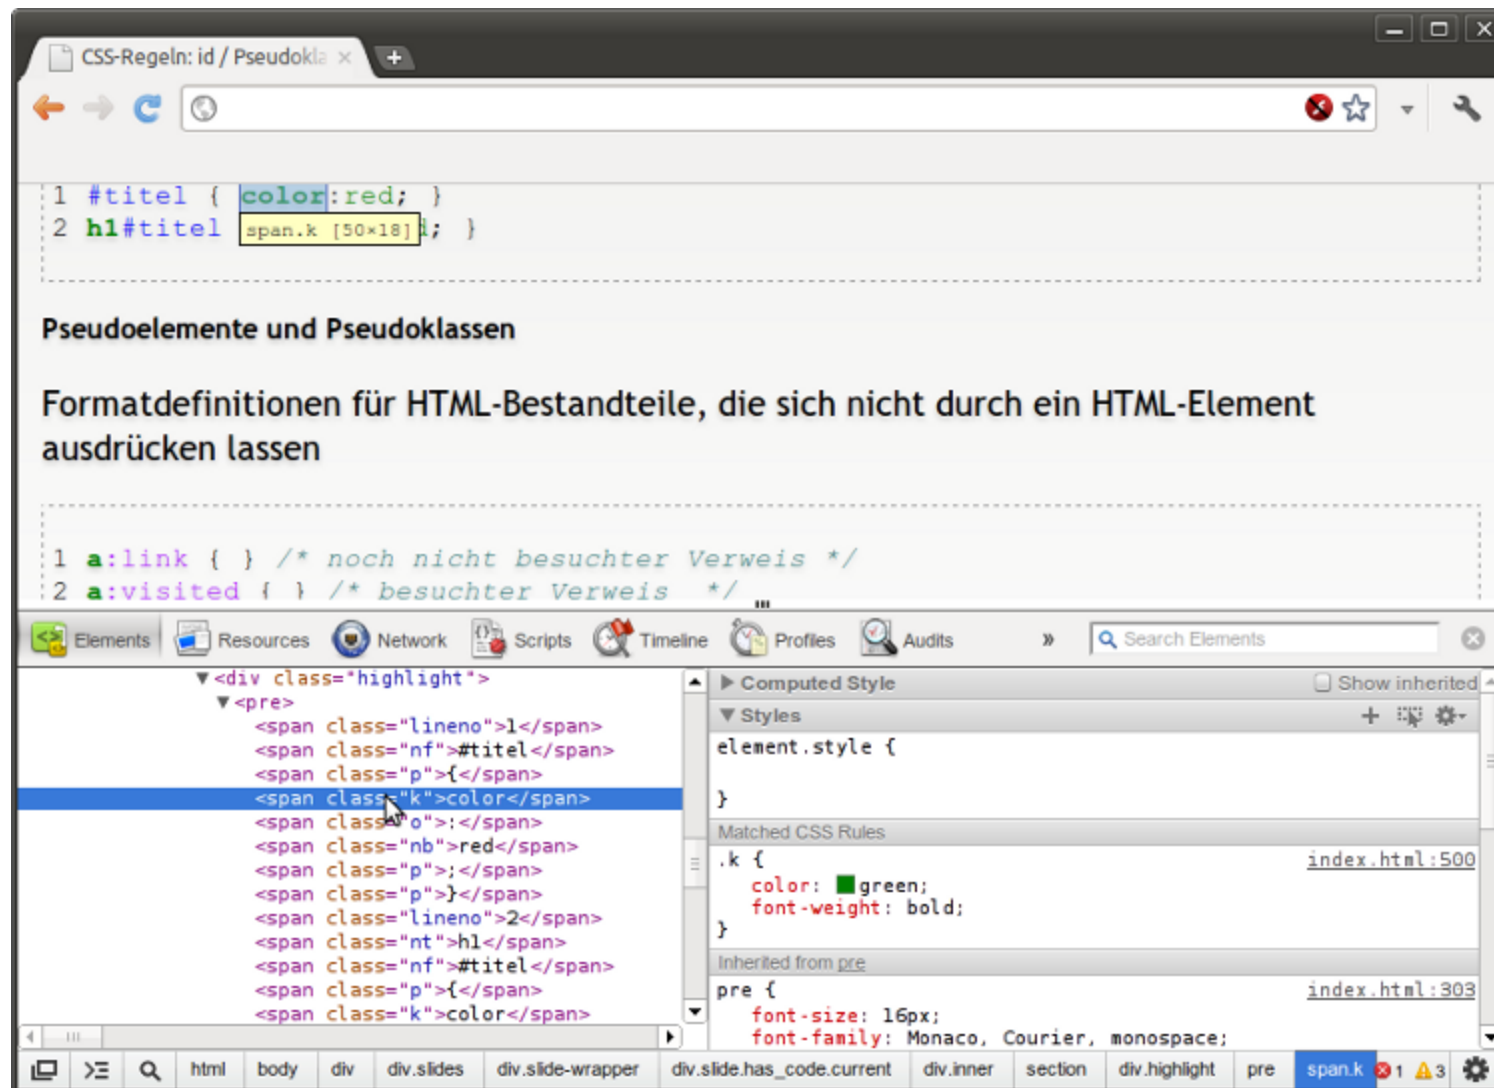 CSS-Regeln: id / Pseudokla
1 #titel { color:red; }
2 h1#titel
span.k [50×18]
; }
Pseudoelemente und Pseudoklassen
Formatdefinitionen für HTML-Bestandteile, die sich nicht durch ein HTML-Element
ausdrücken lassen
1 a:link { } /* noch nicht besuchter Verweis */
2 a:visited { } /* besuchter Verweis */
Elements Resources Network Scripts Timeline Profiles Audits » Search Elements
▼<div class="highlight">
▼<pre>
<span class="lineno">1</span>
<span class="nf">#titel</span>
<span class="p">{</span>
<span class="k">color</span>
<span class="o">:</span>
<span class="nb">red</span>
<span class="p">;</span>
<span class="p">}</span>
<span class="lineno">2</span>
<span class="nt">h1</span>
<span class="nf">#titel</span>
<span class="p">{</span>
<span class="k">color</span>
▶ Computed Style Show inherited
▼ Styles
element.style {
}
Matched CSS Rules
.k { index.html:500
color: green;
font-weight: bold;
}
Inherited from pre
pre { index.html:303
font-size: 16px;
font-family: Monaco, Courier, monospace;
html body div div.slides div.slide-wrapper div.slide.has_code.current div.inner section div.highlight pre span.k 1 3